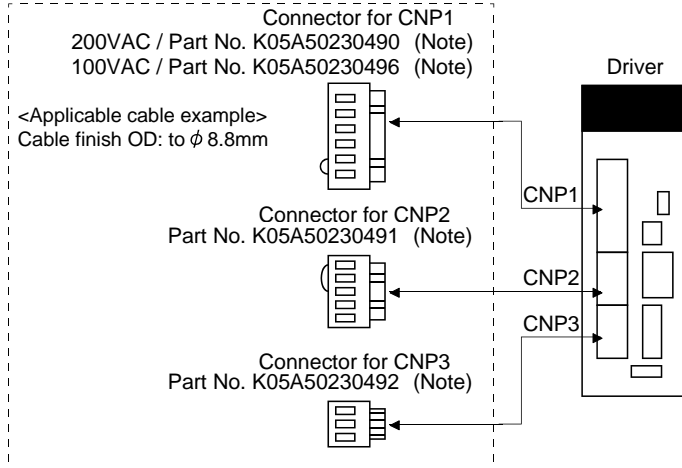 Connector for CNP1
200VAC / Part No. K05A50230490 (Note)
100VAC / Part No. K05A50230496 (Note)
<Applicable cable example>
Cable finish OD: to ϕ 8.8mm
Driver
CNP1
Connector for CNP2
Part No. K05A50230491 (Note)
CNP2
CNP3
Connector for CNP3
Part No. K05A50230492 (Note)